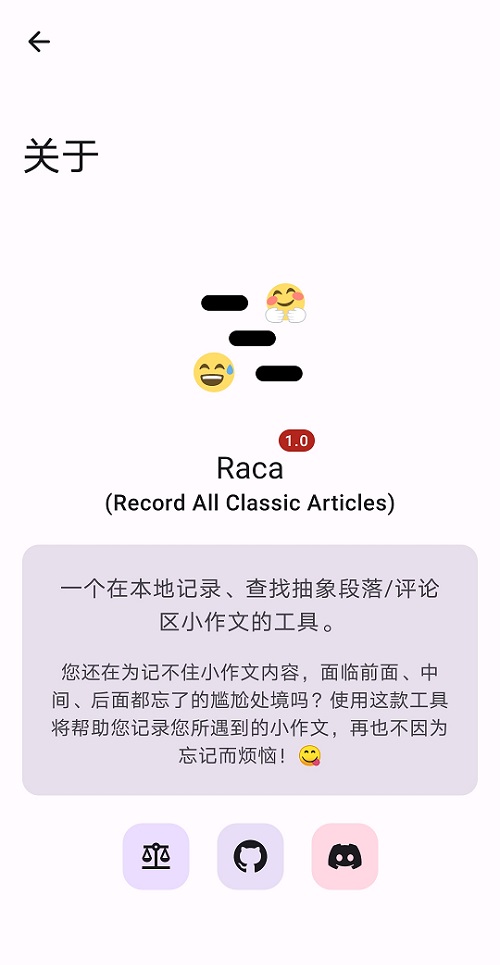 关于
1.0
Raca
(Record All Classic Articles)
一个在本地记录、查找抽象段落/评论
区小作文的工具。
您还在为记不住小作文内容，面临前面、中
间、后面都忘了的尴尬处境吗？使用这款工具
将帮助您记录您所遇到的小作文，再也不因为
忘记而烦恼！😋